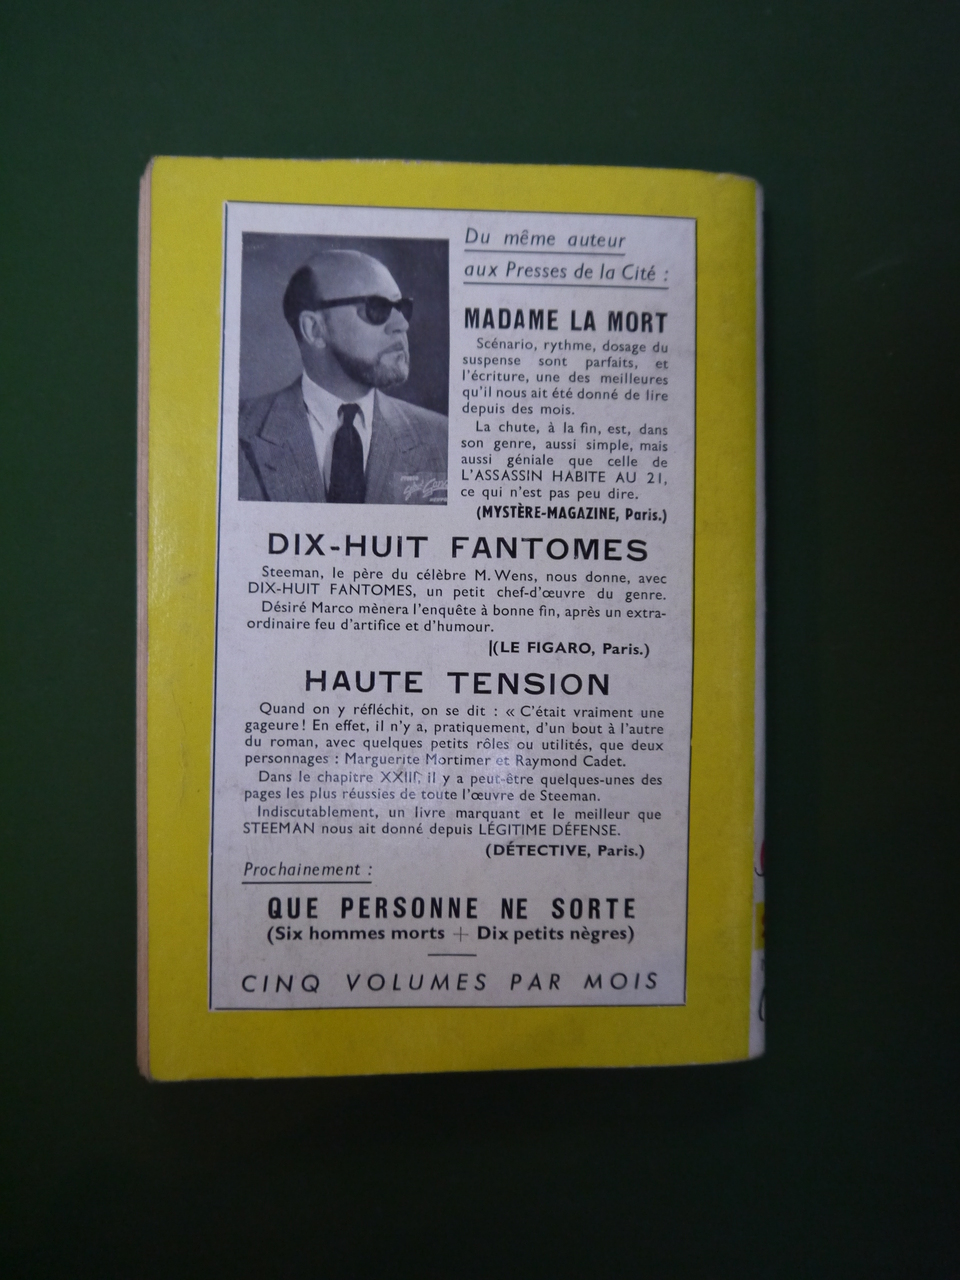 Du même auteur
aux Presses de la Cité :
MADAME LA MORT
Scénario, rythme, dosage du
suspense sont parfaits, et
l'écriture, une des meilleures
qu'il nous ait été donné de lire
depuis des mois.
La chute, à la fin, est, dans
son genre, aussi simple, mais
aussi géniale que celle de
L'ASSASSIN HABITE AU 21,
ce qui n'est pas peu dire.
(MYSTÈRE-MAGAZINE, Paris.)
DIX-HUIT FANTOMES
Steeman, le père du célèbre M. Wens, nous donne, avec
DIX-HUIT FANTOMES, un petit chef-d'œuvre du genre.
Désiré Marco mènera l'enquête à bonne fin, après un extra-
ordinaire feu d'artifice et d'humour.
(LE FIGARO, Paris.)
HAUTE TENSION
Quand on y réfléchit, on se dit : « C'était vraiment une
gageure ! En effet, il n'y a, pratiquement, d'un bout à l'autre
du roman, avec quelques petits rôles ou utilités, que deux
personnages : Marguerite Mortimer et Raymond Cadet.
Dans le chapitre XXIII, il y a peut-être quelques-unes des
pages les plus réussies de toute l'œuvre de Steeman.
Indiscutablement, un livre marquant et le meilleur que
STEEMAN nous ait donné depuis LÉGITIME DÉFENSE.
(DÉTECTIVE, Paris.)
Prochainement :
QUE PERSONNE NE SORTE
(Six hommes morts + Dix petits nègres)
CINQ VOLUMES PAR MOIS